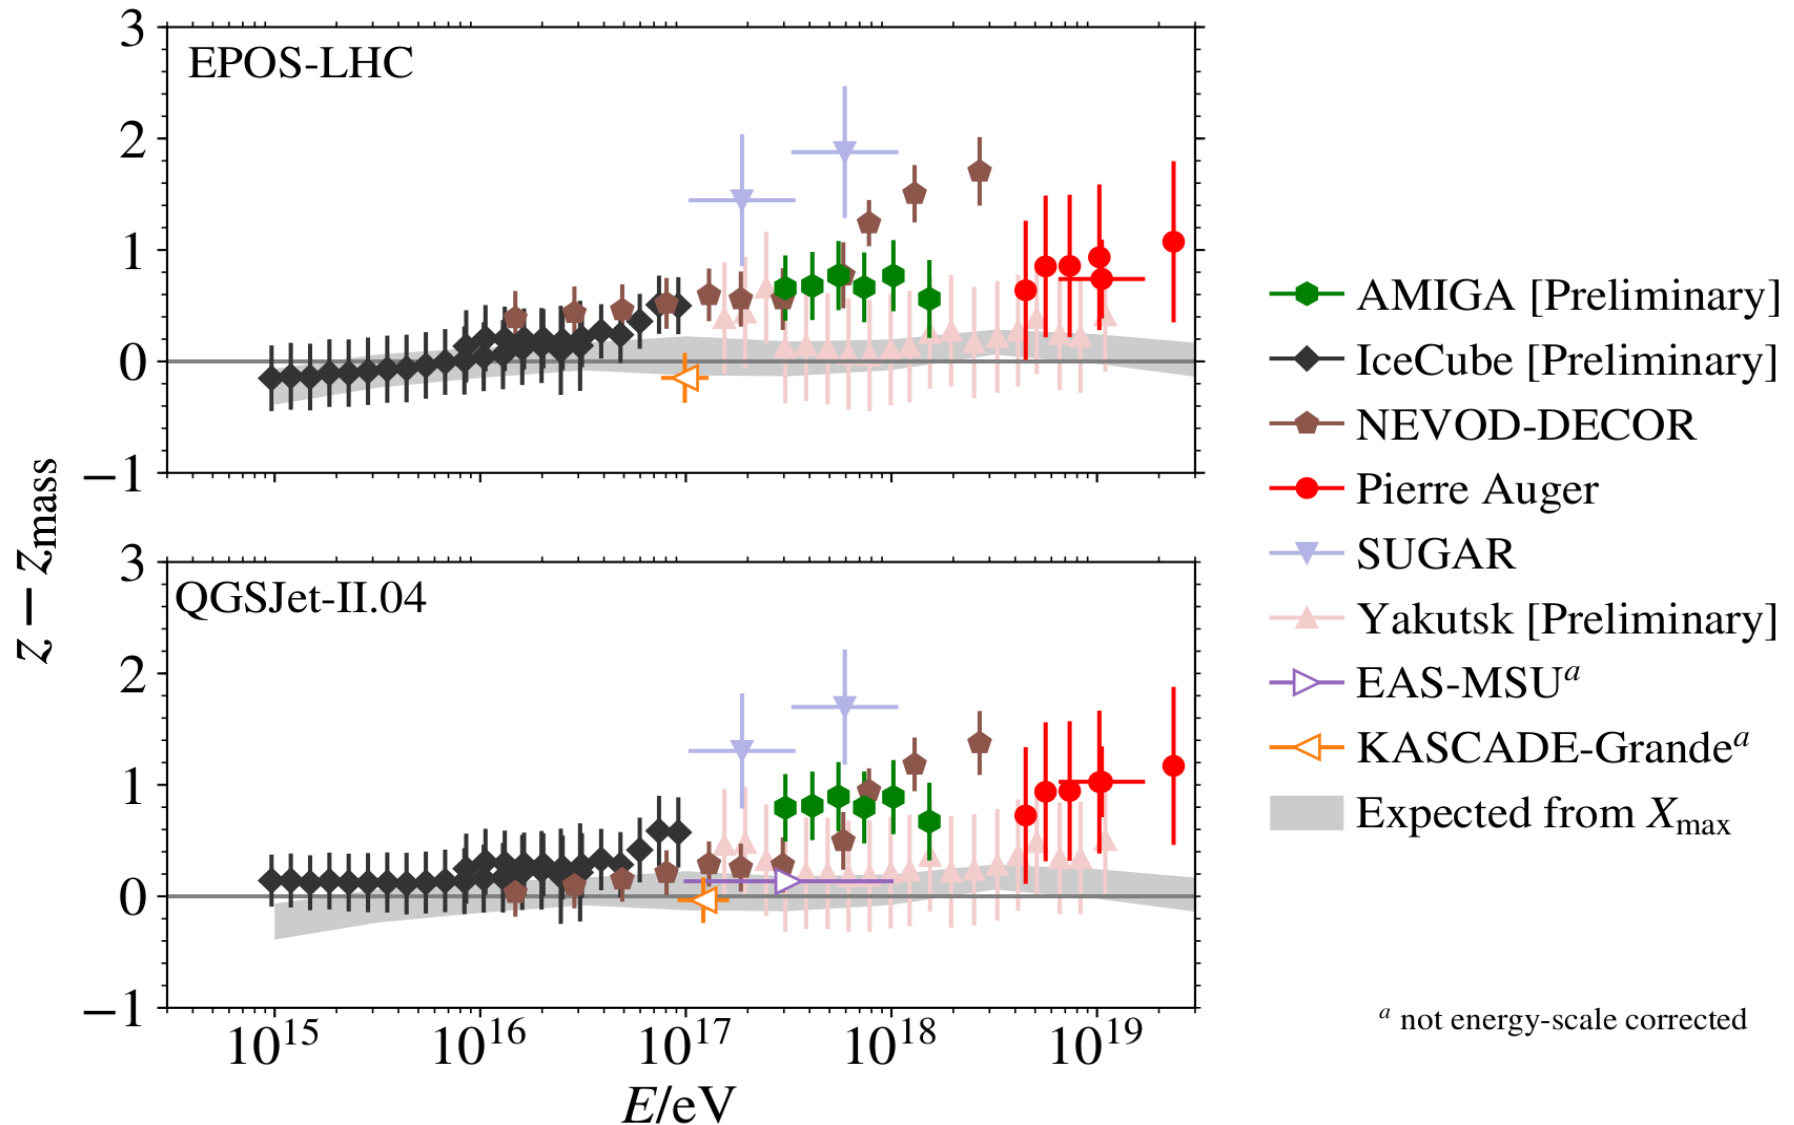 3
EPOS-LHC
2
1
0
−1
z − z_mass
3
QGSJet-II.04
2
1
0
−1
10^15 10^16 10^17 10^18 10^19
E/eV
AMIGA [Preliminary]
IceCube [Preliminary]
NEVOD-DECOR
Pierre Auger
SUGAR
Yakutsk [Preliminary]
EAS-MSU^a
KASCADE-Grande^a
Expected from X_max
^a not energy-scale corrected